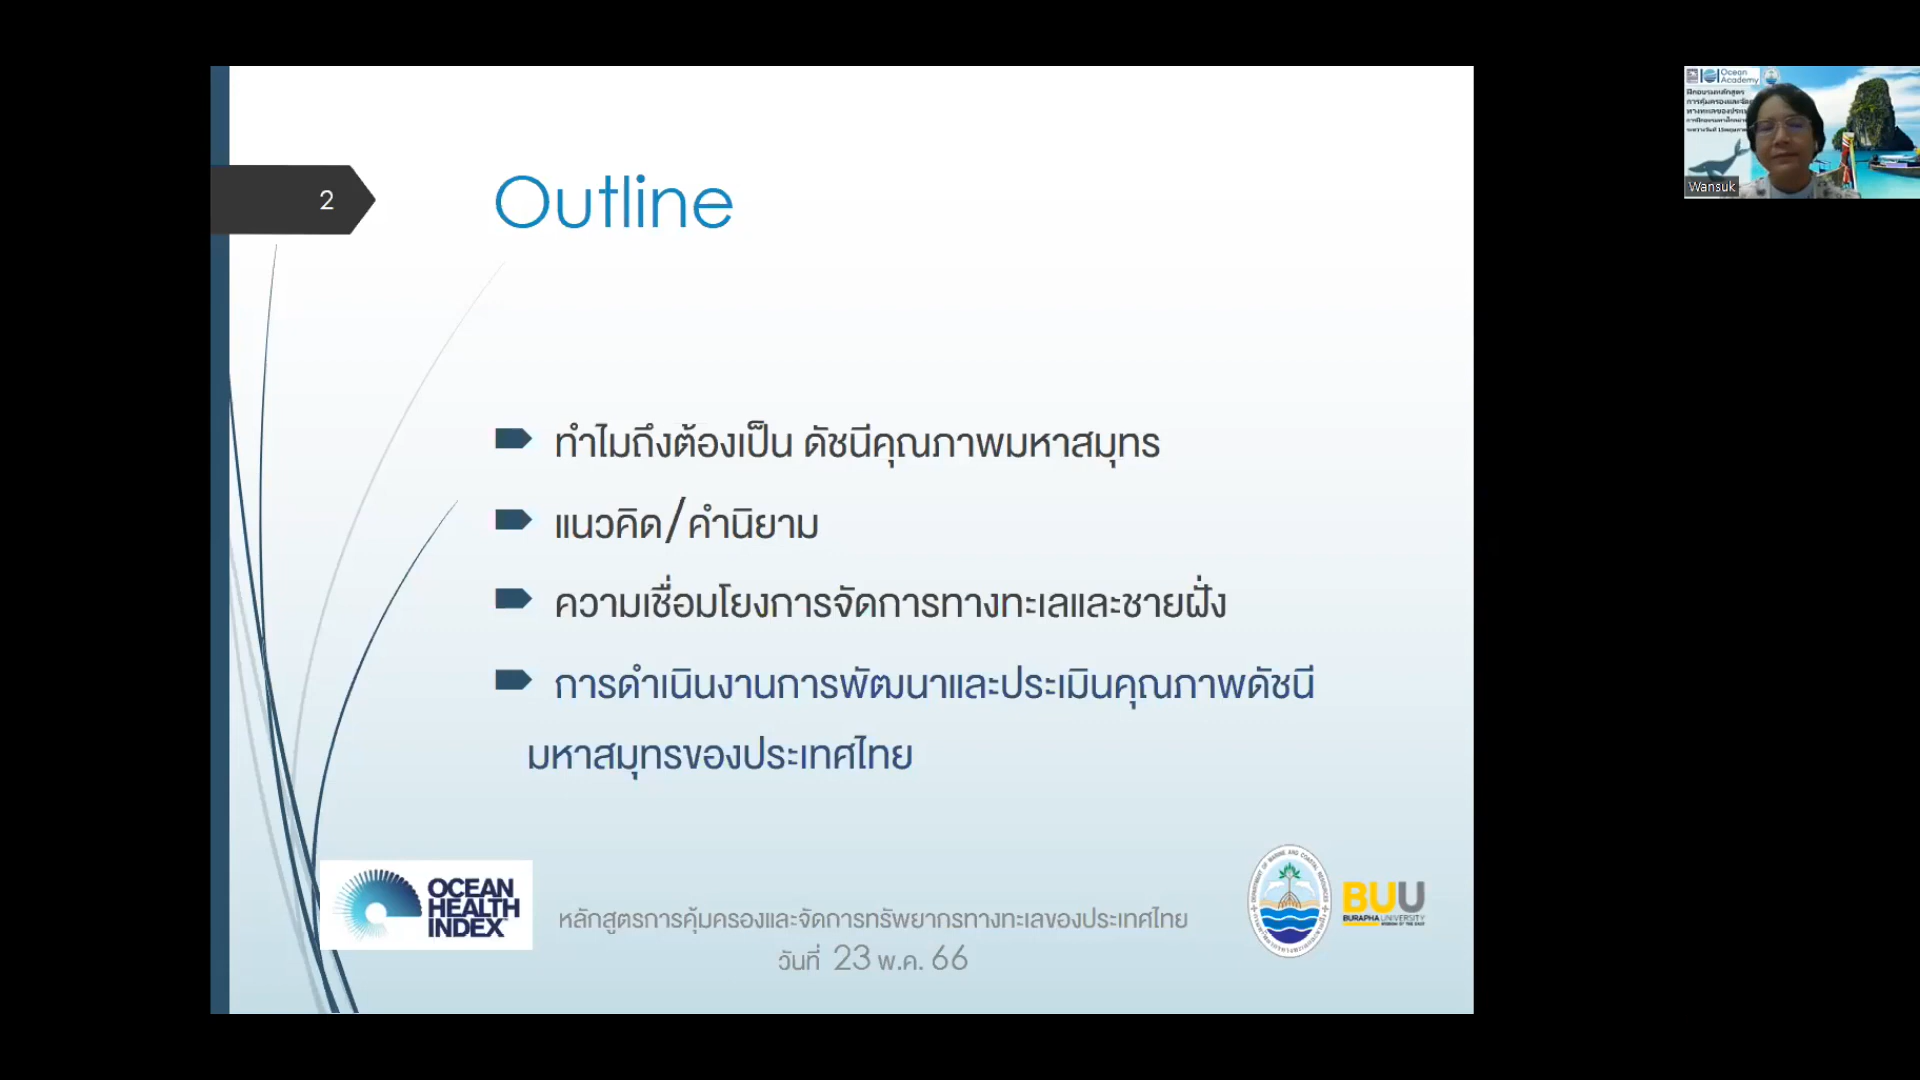 2
Outline
ทำไมถึงต้องเป็น ดัชนีคุณภาพมหาสมุทร
แนวคิด/คำนิยาม
ความเชื่อมโยงการจัดการทางทะเลและชายฝั่ง
การดำเนินงานการพัฒนาและประเมินคุณภาพดัชนี
มหาสมุทรของประเทศไทย
OCEAN
HEALTH
INDEX
หลักสูตรการคุ้มครองและจัดการทรัพยากรทางทะเลของประเทศไทย
วันที่ 23 พ.ค. 66
DEPARTMENT OF MARINE AND COASTAL RESOURCES
BUU
BURAPHA UNIVERSITY
WISDOM OF THE EAST
Ocean
Academy
Wansuk